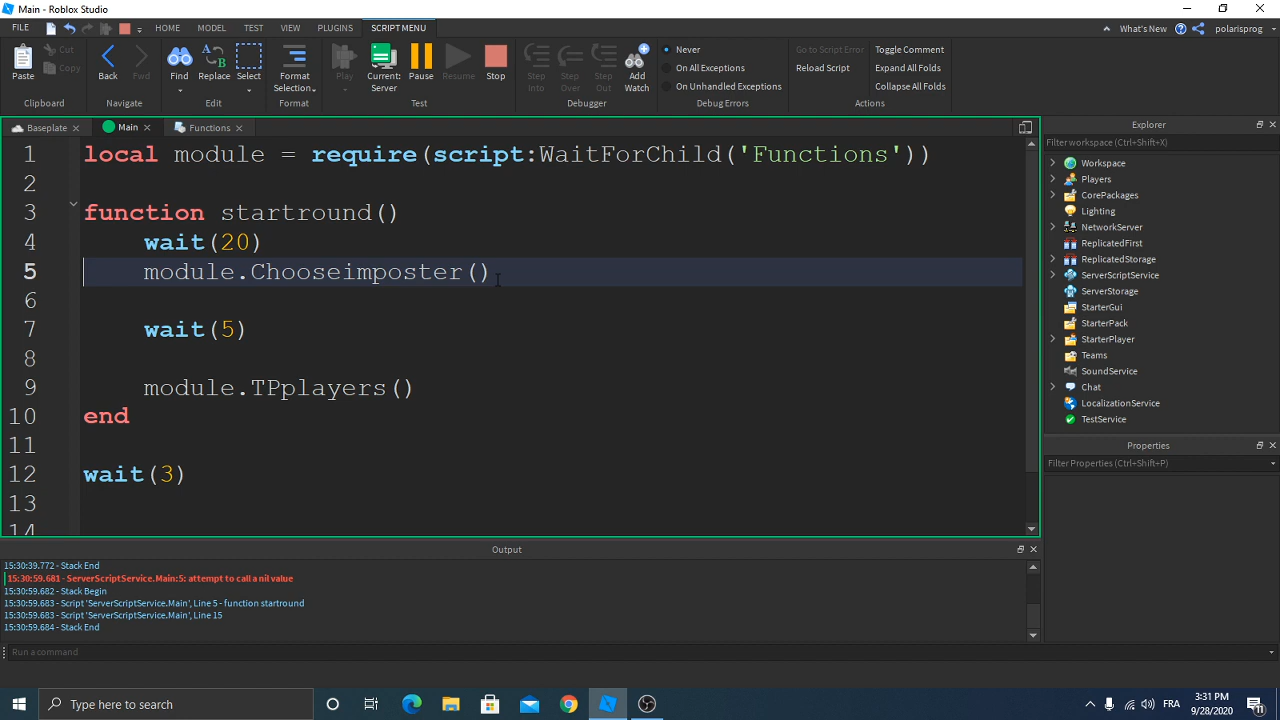 Main - Roblox Studio
FILE HOME MODEL TEST VIEW PLUGINS SCRIPT MENU What's New polarisprog
Paste Cut Copy Back Fwd Find Replace Select Format Selection Play Current: Server Pause Resume Stop Step Into Step Over Step Out Add Watch
Never
On All Exceptions
On Unhandled Exceptions
Go to Script Error
Reload Script
Toggle Comment
Expand All Folds
Collapse All Folds
Clipboard Navigate Edit Format Test Debugger Debug Errors Actions
Baseplate Main Functions
1 local module = require(script:WaitForChild('Functions'))
2
3 function startround()
4 wait(20)
5 module.Chooseimposter()
6
7 wait(5)
8
9 module.TPplayers()
10 end
11
12 wait(3)
13
14
Explorer
Filter workspace (Ctrl+Shift+X)
Workspace
Players
CorePackages
Lighting
NetworkServer
ReplicatedFirst
ReplicatedStorage
ServerScriptService
ServerStorage
StarterGui
StarterPack
StarterPlayer
Teams
SoundService
Chat
LocalizationService
TestService
Properties
Filter Properties (Ctrl+Shift+P)
Output
15:30:39.772 - Stack End
15:30:59.681 - ServerScriptService.Main:5: attempt to call a nil value
15:30:59.682 - Stack Begin
15:30:59.683 - Script 'ServerScriptService.Main', Line 5 - function startround
15:30:59.683 - Script 'ServerScriptService.Main', Line 15
15:30:59.684 - Stack End
Run a command
Type here to search
FRA
3:31 PM
9/28/2020
11